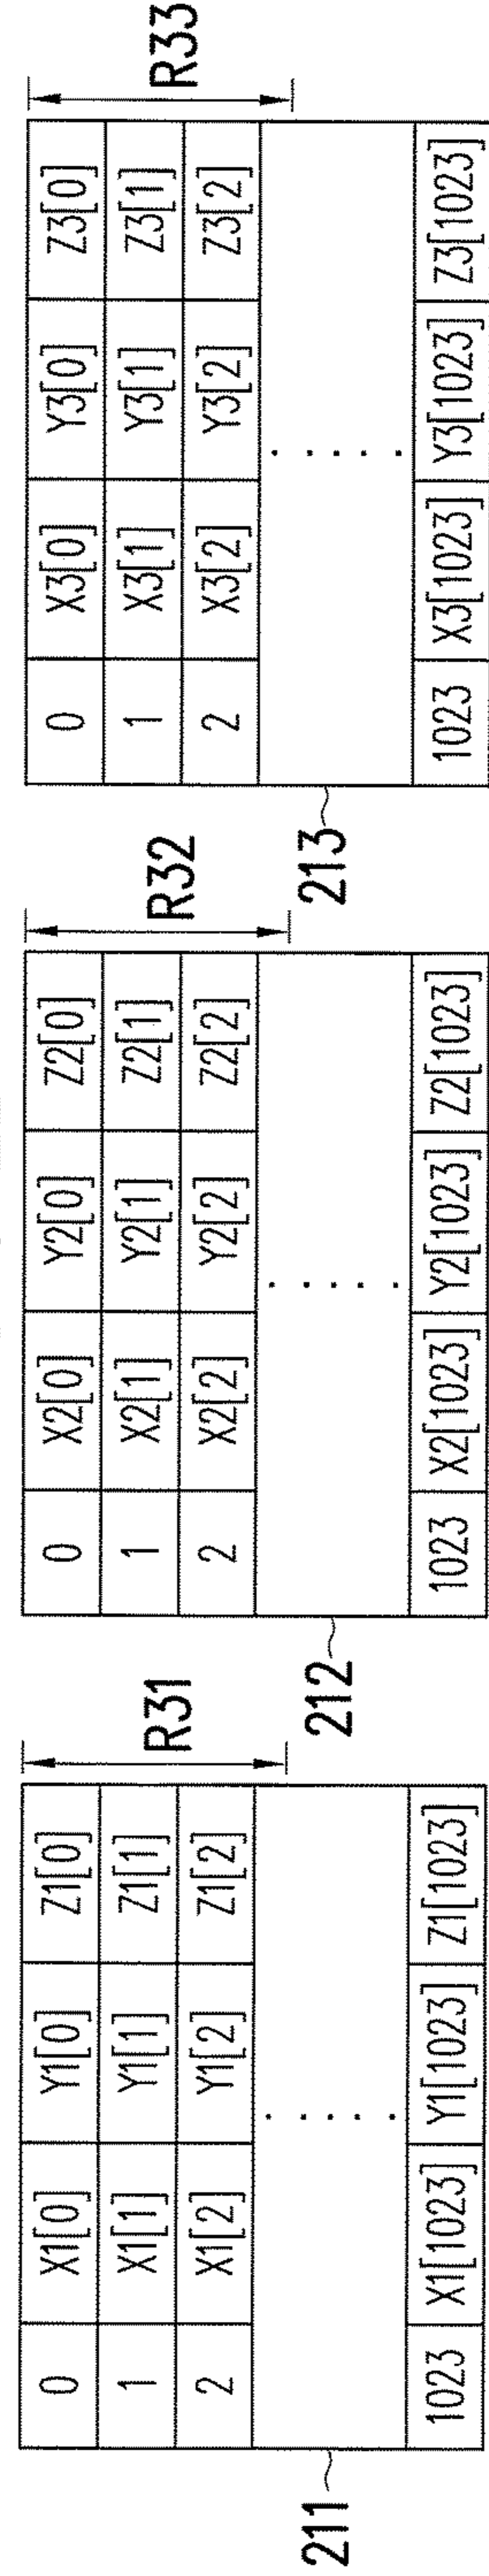 0 X1[0] Y1[0] Z1[0]
1 X1[1] Y1[1] Z1[1]
2 X1[2] Y1[2] Z1[2]
.....
1023 X1[1023] Y1[1023] Z1[1023]
R31
211
0 X2[0] Y2[0] Z2[0]
1 X2[1] Y2[1] Z2[1]
2 X2[2] Y2[2] Z2[2]
.....
1023 X2[1023] Y2[1023] Z2[1023]
R32
212
0 X3[0] Y3[0] Z3[0]
1 X3[1] Y3[1] Z3[1]
2 X3[2] Y3[2] Z3[2]
.....
1023 X3[1023] Y3[1023] Z3[1023]
R33
213